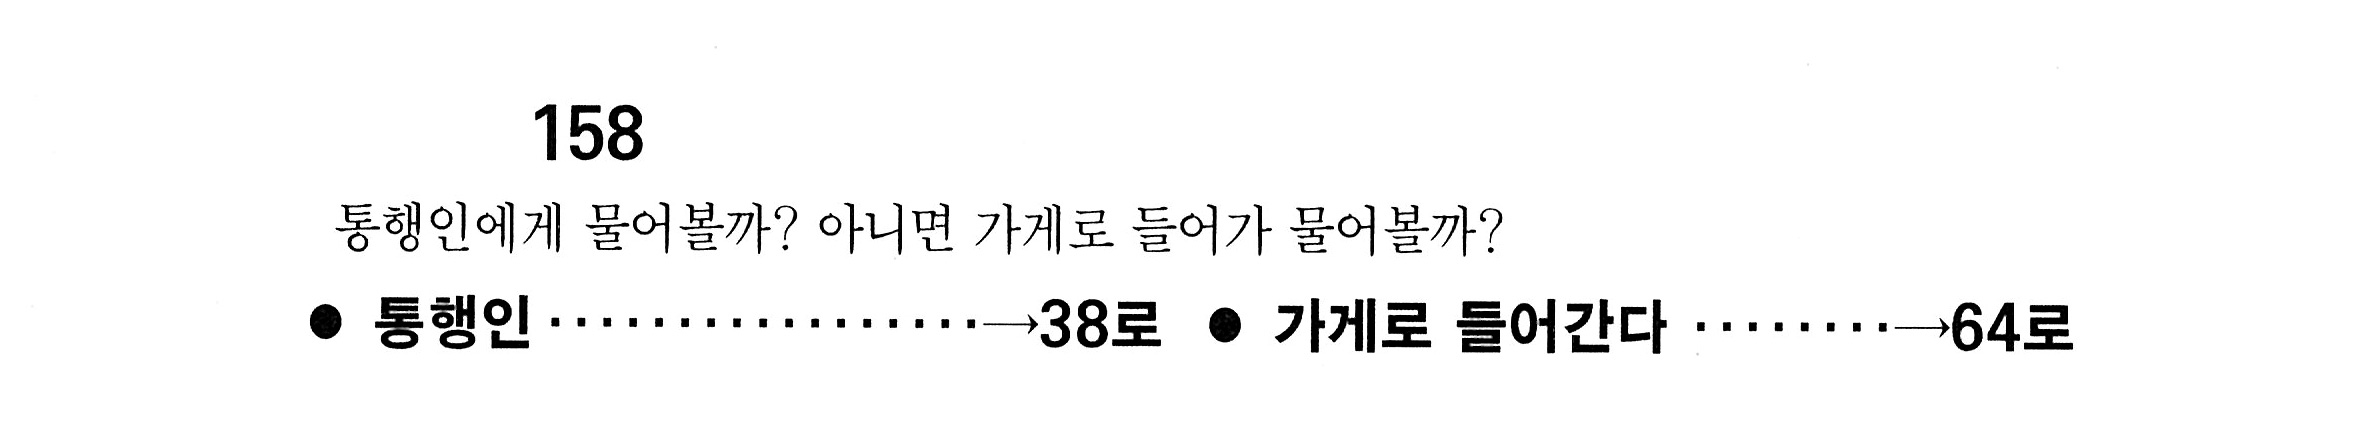 158
통행인에게 물어볼까? 아니면 가게로 들어가 물어볼까?
● 통행인·················→38로 ● 가게로 들어간다 ········→64로